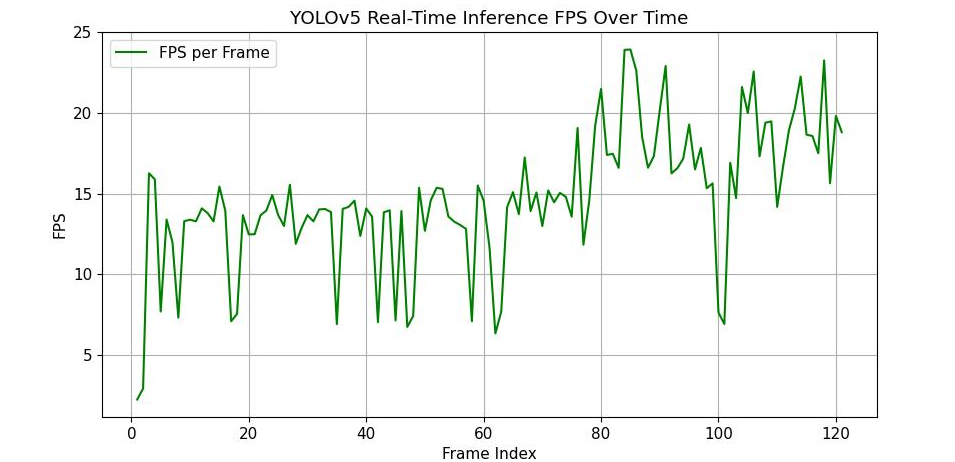 YOLOv5 Real-Time Inference FPS Over Time
FPS per Frame
25
20
15
10
5
FPS
0 20 40 60 80 100 120
Frame Index